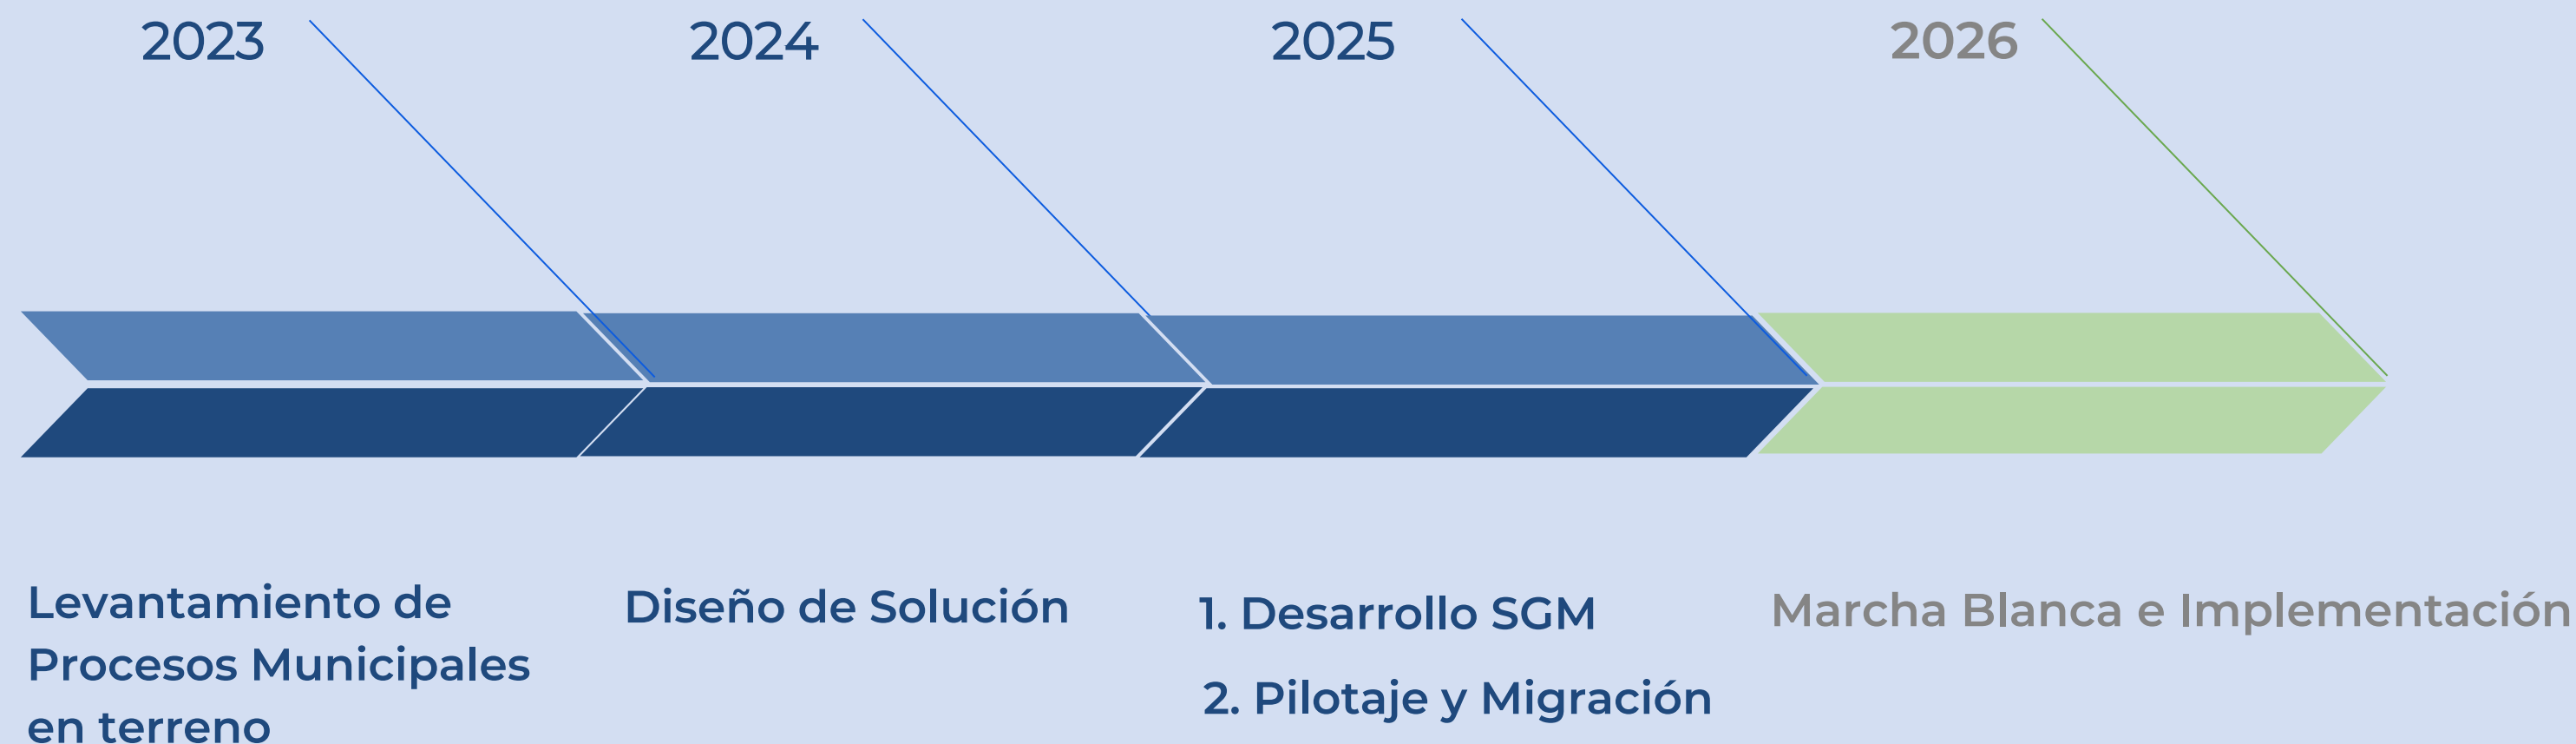 2023
2024
2025
2026
Levantamiento de
Procesos Municipales
en terreno
Diseño de Solución
1. Desarrollo SGM
2. Pilotaje y Migración
Marcha Blanca e Implementación